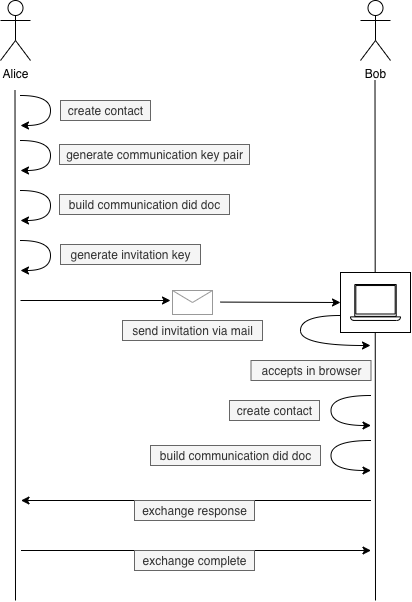 Alice
Bob
create contact
generate communication key pair
build communication did doc
generate invitation key
send invitation via mail
accepts in browser
create contact
build communication did doc
exchange response
exchange complete